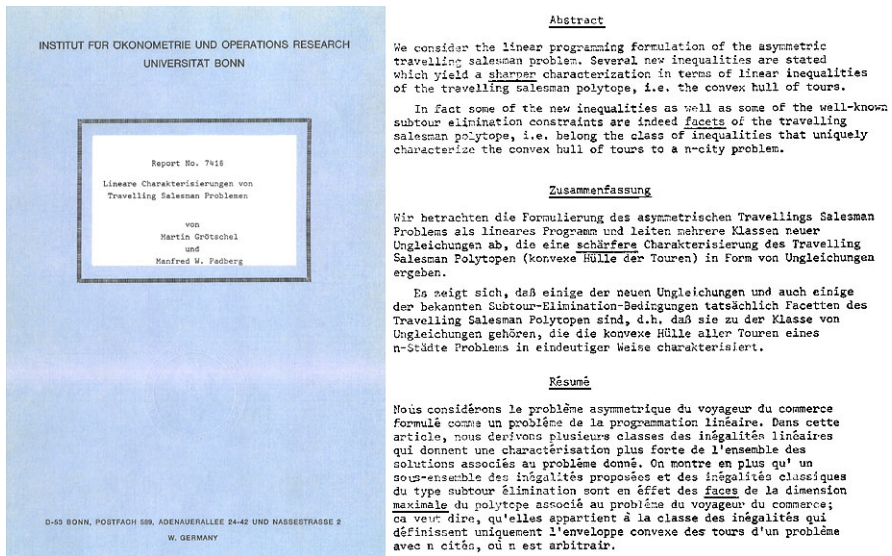 INSTITUT FÜR ÖKONOMETRIE UND OPERATIONS RESEARCH
UNIVERSITÄT BONN
Report No. 7416
Lineare Charakterisierungen von
Travelling Salesman Problemen
von
Martin Grötschel
und
Manfred W. Padberg
D-53 BONN, POSTFACH 589, ADENAUERALLEE 24-42 UND NASSESTRASSE 2
W. GERMANY
Abstract
We consider the linear programming formulation of the asymmetric
travelling salesman problem. Several new inequalities are stated
which yield a sharper characterization in terms of linear inequalities
of the travelling salesman polytope, i.e. the convex hull of tours.
In fact some of the new inequalities as well as some of the well-known
subtour elimination constraints are indeed facets of the travelling
salesman polytope, i.e. belong the class of inequalities that uniquely
characterize the convex hull of tours to a n-city problem.
Zusammenfassung
Wir betrachten die Formulierung des asymmetrischen Travellings Salesman
Problems als lineares Programm und leiten mehrere Klassen neuer
Ungleichungen ab, die eine schärfere Charakterisierung des Travelling
Salesman Polytopen (konvexe Hülle der Touren) in Form von Ungleichungen
ergeben.
Es zeigt sich, daß einige der neuen Ungleichungen und auch einige
der bekannten Subtour-Elimination-Bedingungen tatsächlich Facetten des
Travelling Salesman Polytopen sind, d.h. daß sie zu der Klasse von
Ungleichungen gehören, die die konvexe Hülle aller Touren eines
n-Städte Problems in eindeutiger Weise charakterisiert.
Résumé
Nous considérons le problème asymmetrique du voyageur du commerce
formulé comme un problème de la programmation linéaire. Dans cette
article, nous derivons plusieurs classes des inégalités linéaires
qui donnent une charactérisation plus forte de l'ensemble des
solutions associés au problème donné. On montre en plus qu' un
sous-ensemble des inégalités proposées et des inégalités classiques
du type subtour élimination sont en éffet des faces de la dimension
maximale du polytope associé au problème du voyageur du commerce;
ca veut dire, qu'elles appartient à la classe des inégalités qui
définissent uniquement l'enveloppe convexe des tours d'un problème
avec n cités, où n est arbitrair.